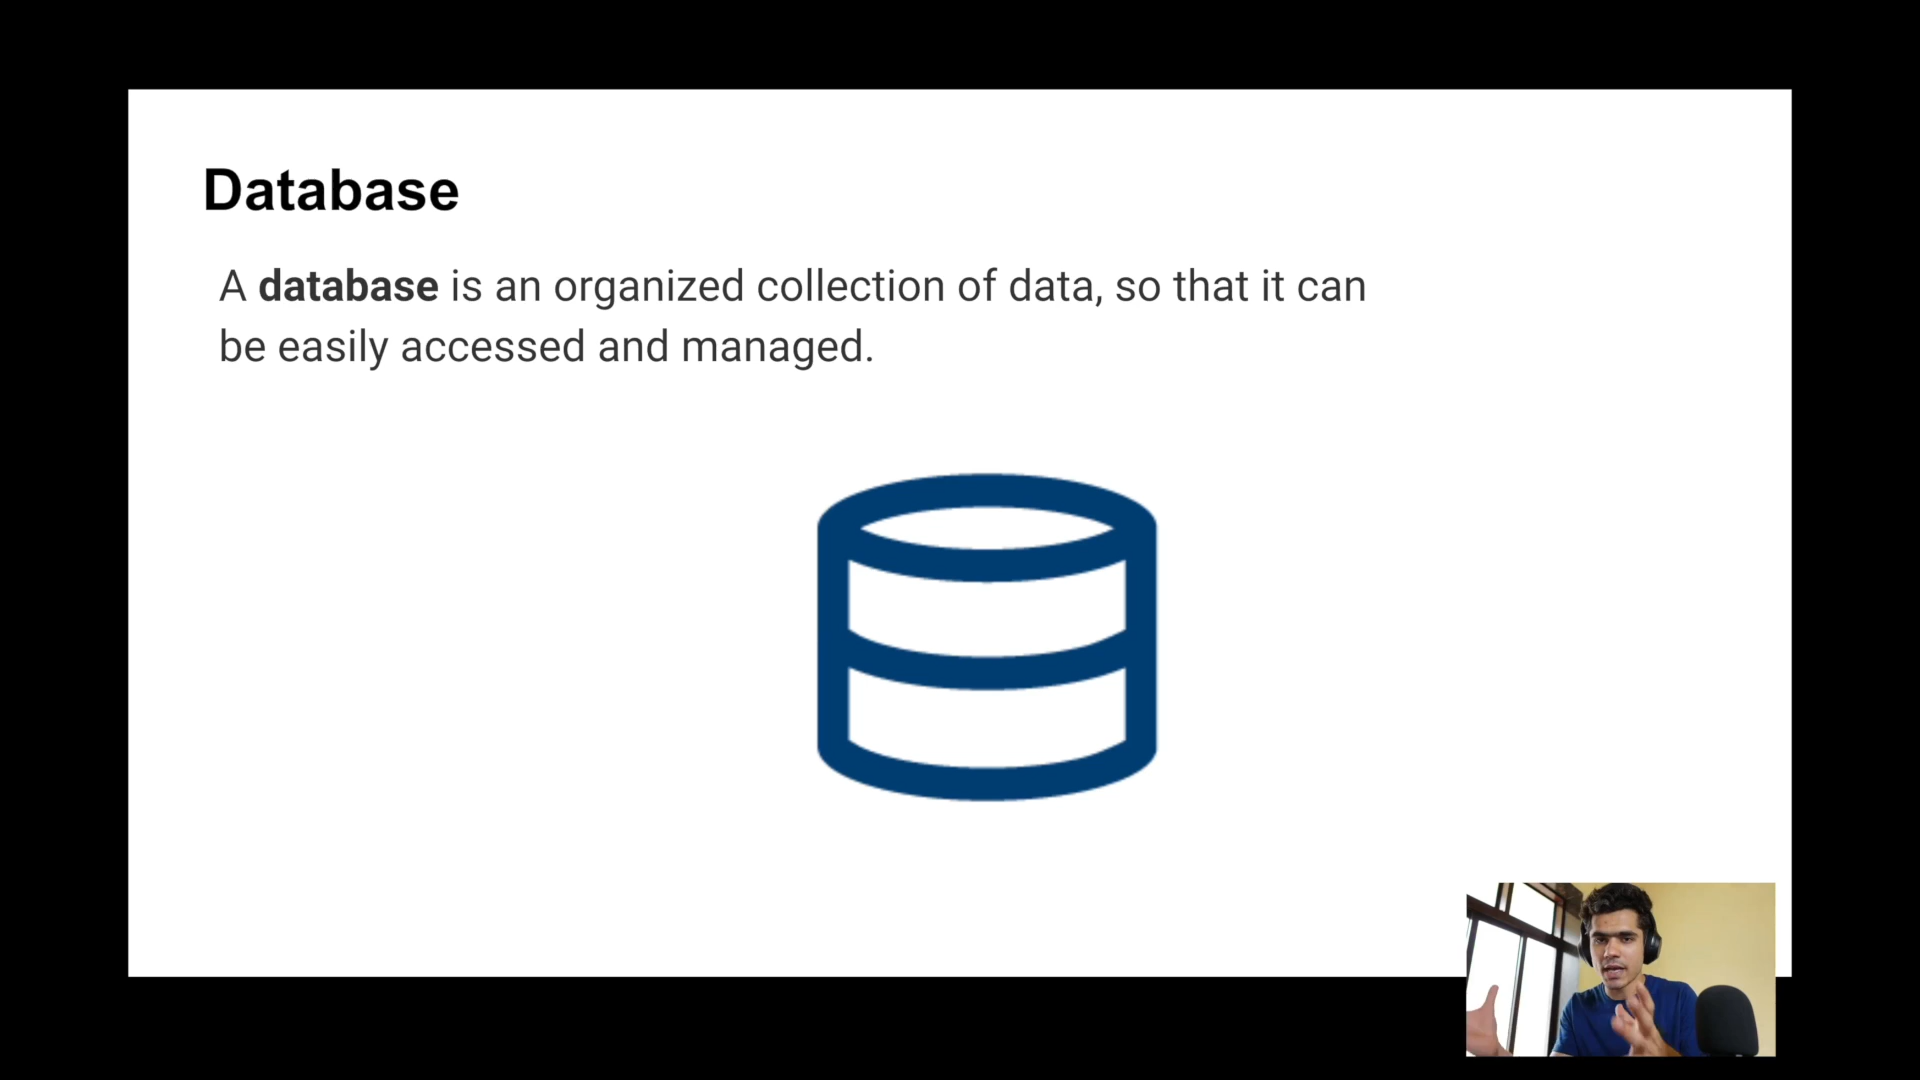 Database
A database is an organized collection of data, so that it can
be easily accessed and managed.